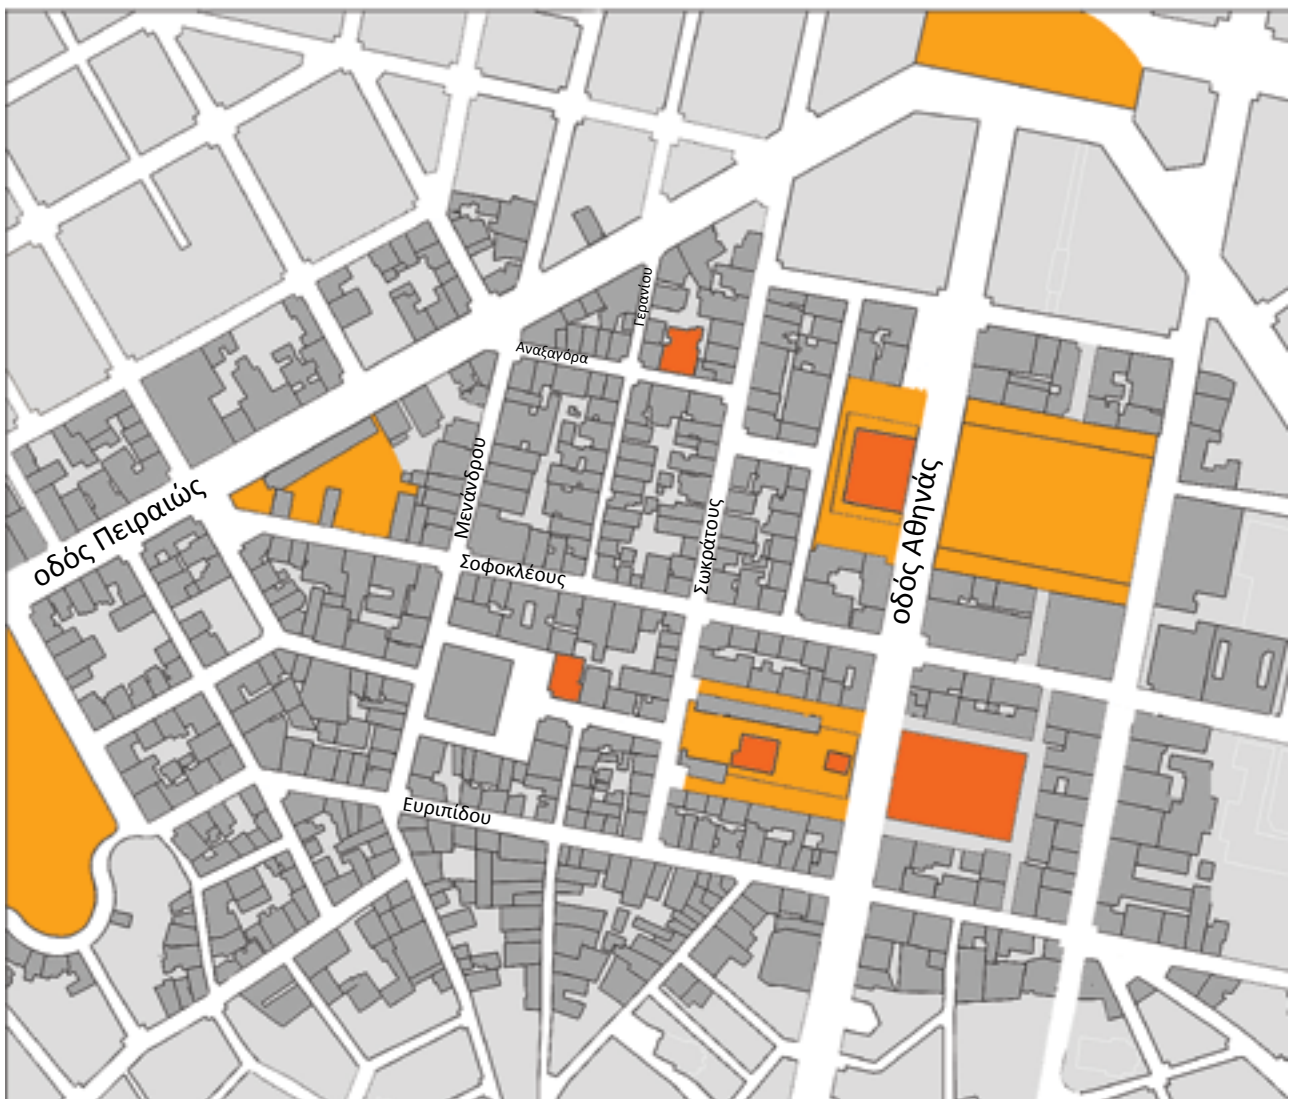 Γερανίου
Αναξαγόρα
Μενάνδρου
οδός Πειραιώς
Σωκράτους
οδός Αθηνάς
Σοφοκλέους
Ευριπίδου